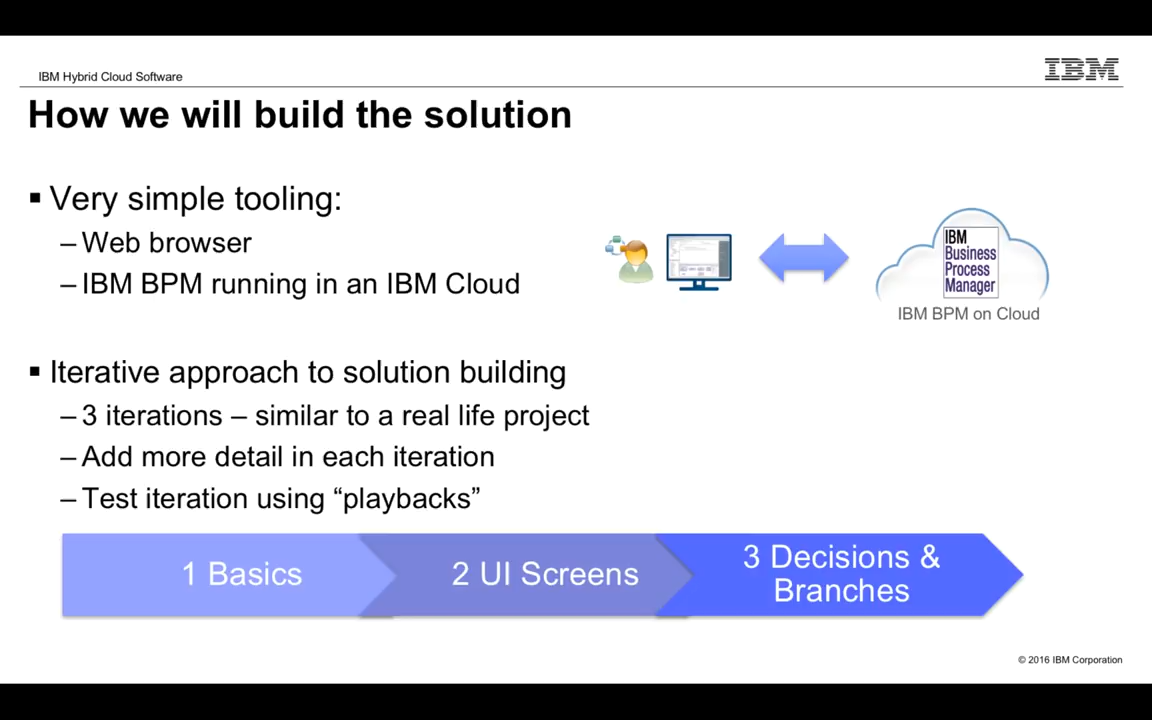 IBM Hybrid Cloud Software
IBM
How we will build the solution
▪ Very simple tooling:
– Web browser
– IBM BPM running in an IBM Cloud
IBM
Business
Process
Manager
IBM BPM on Cloud
▪ Iterative approach to solution building
– 3 iterations – similar to a real life project
– Add more detail in each iteration
– Test iteration using “playbacks”
1 Basics
2 UI Screens
3 Decisions &
Branches
© 2016 IBM Corporation